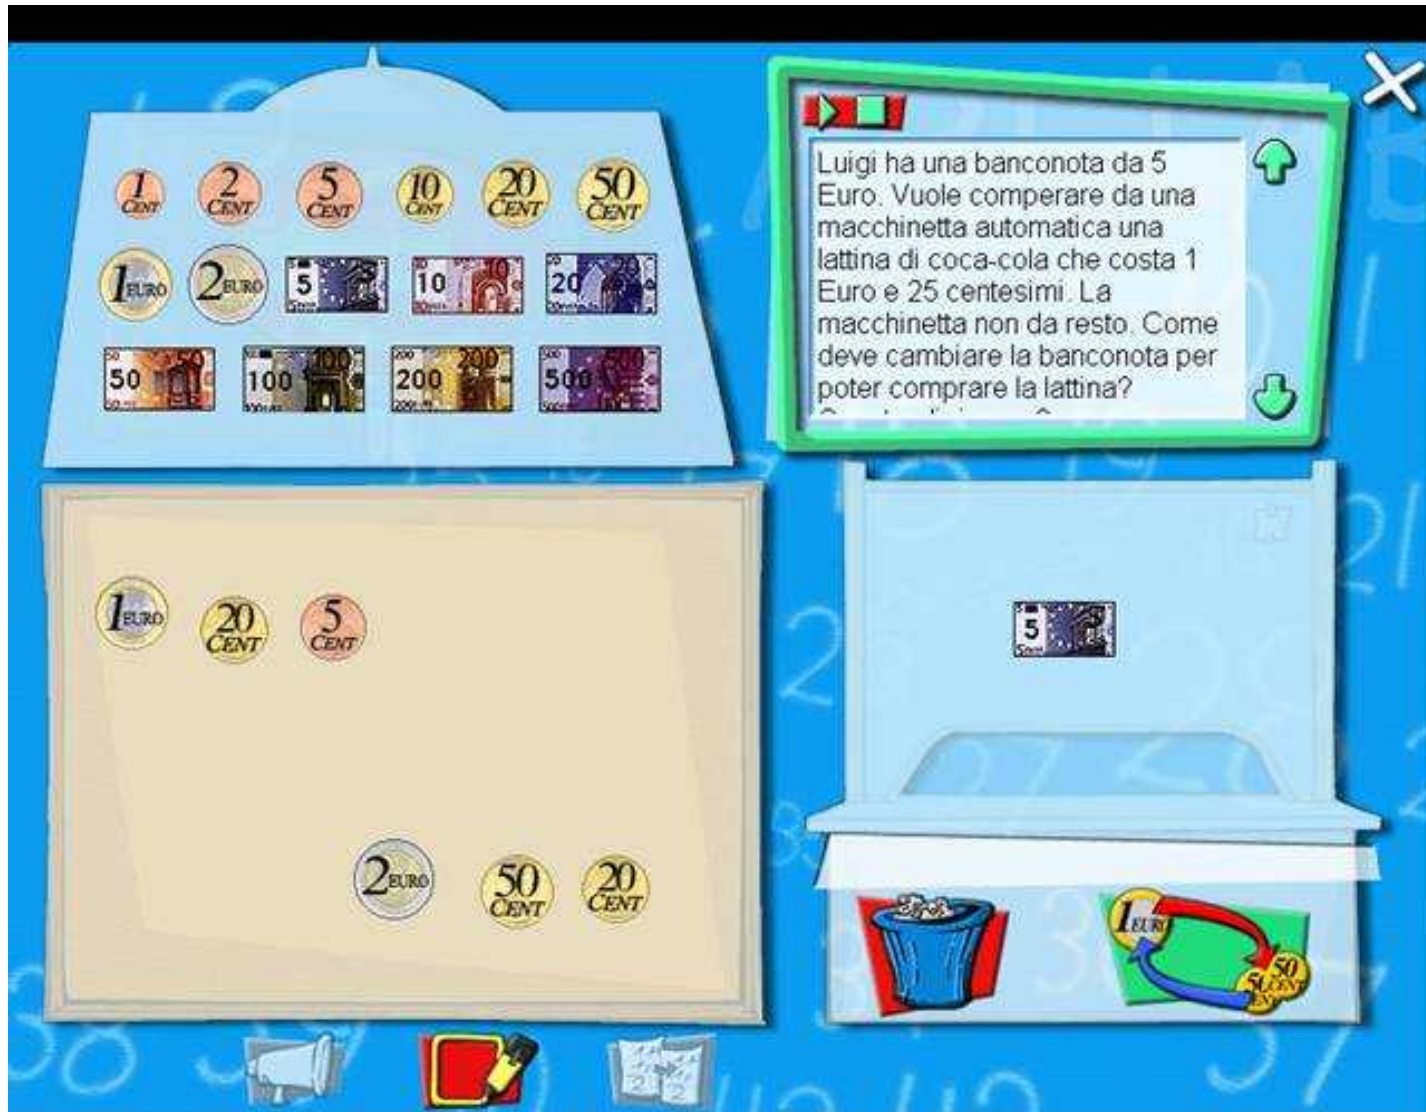 1 CENT
2 CENT
5 CENT
10 CENT
20 CENT
50 CENT
1 EURO
2 EURO
5
10
20
50
100
200
500
Luigi ha una banconota da 5
Euro. Vuole comperare da una
macchinetta automatica una
lattina di coca-cola che costa 1
Euro e 25 centesimi. La
macchinetta non da resto. Come
deve cambiare la banconota per
poter comprare la lattina?
1 EURO
20 CENT
5 CENT
5
2 EURO
50 CENT
20 CENT
1 EURO
50 CENT